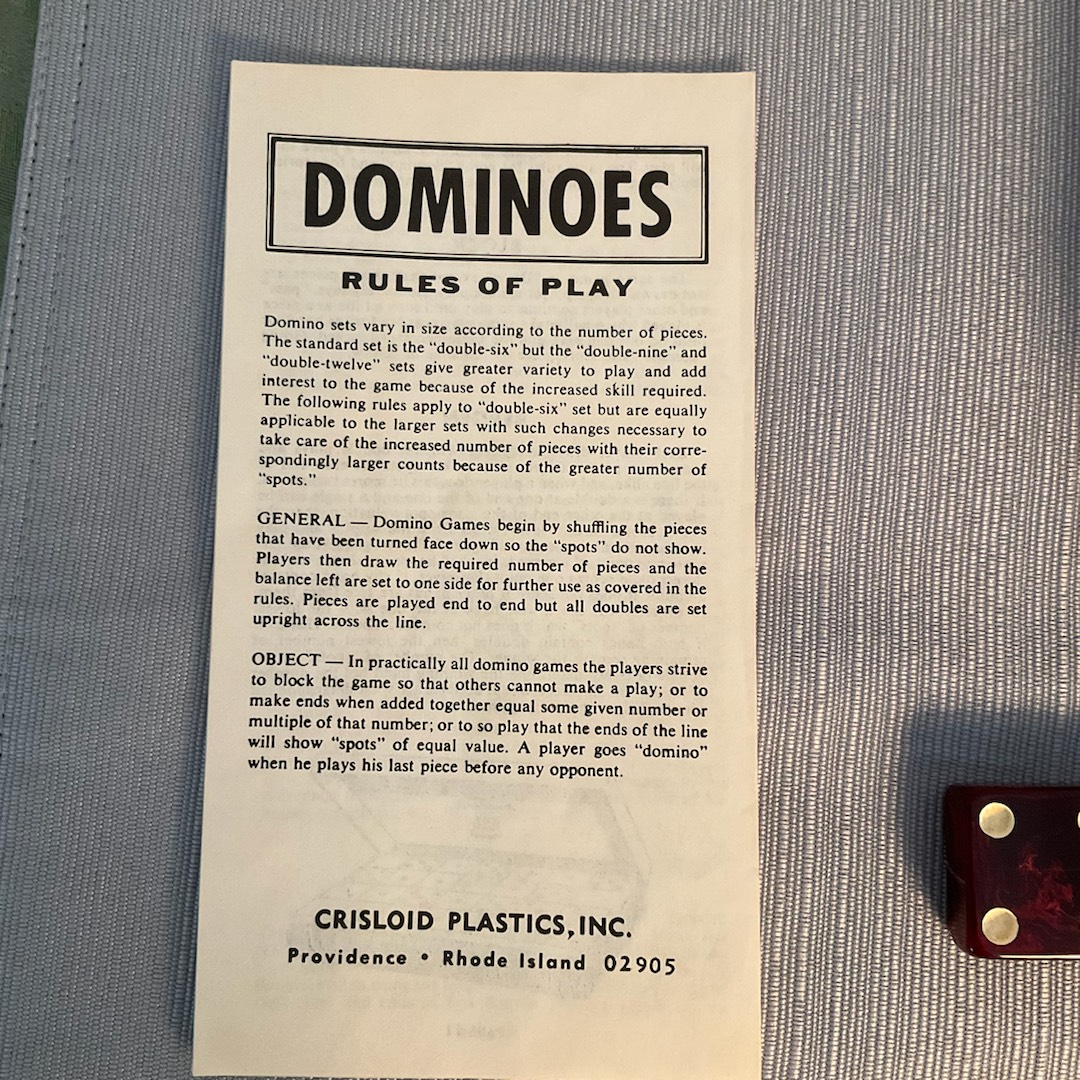 DOMINOES
RULES OF PLAY
Domino sets vary in size according to the number of pieces.
The standard set is the “double-six” but the “double-nine” and
“double-twelve” sets give greater variety to play and add
interest to the game because of the increased skill required.
The following rules apply to “double-six” set but are equally
applicable to the larger sets with such changes necessary to
take care of the increased number of pieces with their corre-
spondingly larger counts because of the greater number of
“spots.”
GENERAL — Domino Games begin by shuffling the pieces
that have been turned face down so the “spots” do not show.
Players then draw the required number of pieces and the
balance left are set to one side for further use as covered in the
rules. Pieces are played end to end but all doubles are set
upright across the line.
OBJECT — In practically all domino games the players strive
to block the game so that others cannot make a play; or to
make ends when added together equal some given number or
multiple of that number; or to so play that the ends of the line
will show “spots” of equal value. A player goes “domino”
when he plays his last piece before any opponent.
CRISLOID PLASTICS, INC.
Providence • Rhode Island 02905